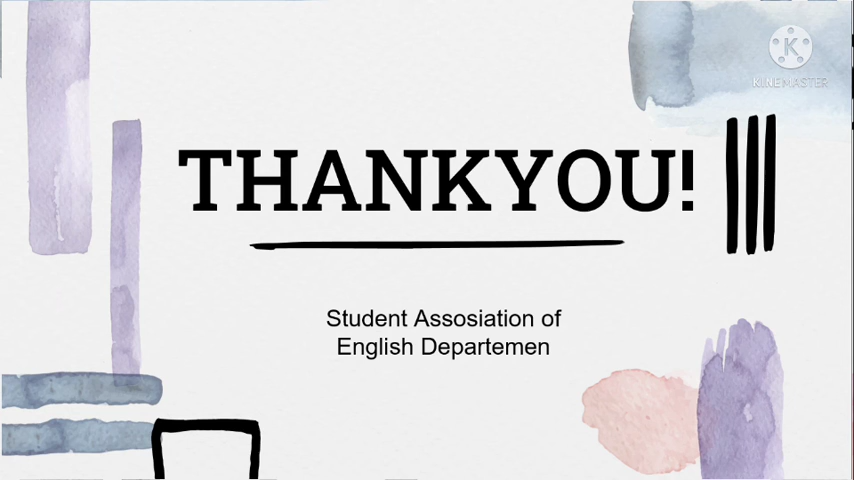 K
KINEMASTER
THANKYOU!
Student Assosiation of
English Departemen